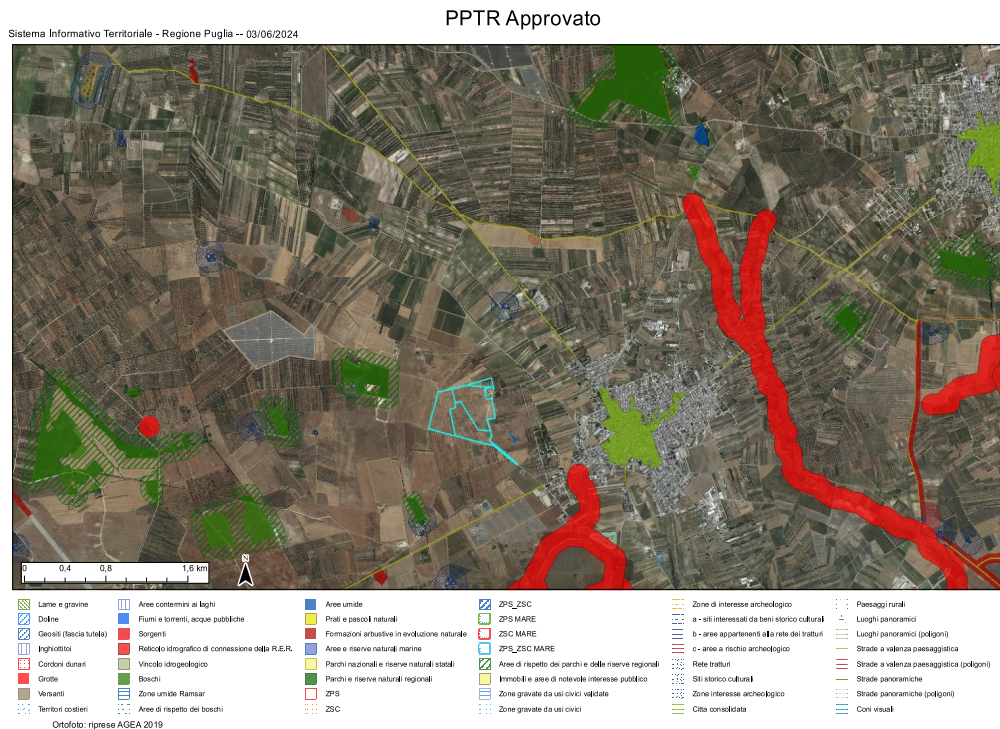 PPTR Approvato
Sistema Informativo Territoriale - Regione Puglia -- 03/06/2024
N
0 0,4 0,8 1,6 km
Lame e gravine
Doline
Geositi (fascia tutela)
Inghiottitoi
Cordoni dunari
Grotte
Versanti
Territori costieri
Aree contermini ai laghi
Fiumi e torrenti, acque pubbliche
Sorgenti
Reticolo idrografico di connessione della R.E.R.
Vincolo idrogeologico
Boschi
Zone umide Ramsar
Aree di rispetto dei boschi
Aree umide
Prati e pascoli naturali
Formazioni arbustive in evoluzione naturale
Aree e riserve naturali marine
Parchi nazionali e riserve naturali statali
Parchi e riserve naturali regionali
ZPS
ZSC
ZPS_ZSC
ZPS MARE
ZSC MARE
ZPS_ZSC MARE
Aree di rispetto dei parchi e delle riserve regionali
Immobili e aree di notevole interesse pubblico
Zone gravate da usi civici validate
Zone gravate da usi civici
Zone di interesse archeologico
a - siti interessati da beni storico culturali
b - aree appartenenti alla rete dei tratturi
c - aree a rischio archeologico
Rete tratturi
Siti storico culturali
Zone interesse archeologico
Citta consolidata
Paesaggi rurali
Luoghi panoramici
Luoghi panoramici (poligoni)
Strade a valenza paesaggistica
Strade a valenza paesaggistica (poligoni)
Strade panoramiche
Strade panoramiche (poligoni)
Coni visuali
Ortofoto: riprese AGEA 2019